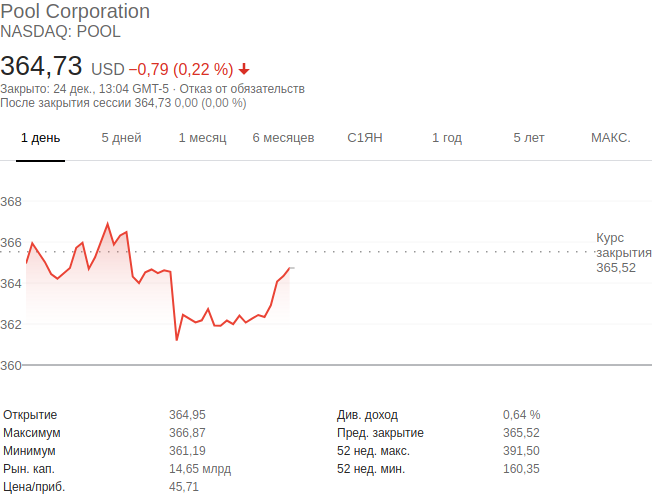 Pool Corporation
NASDAQ: POOL
364,73 USD −0,79 (0,22 %)
Закрыто: 24 дек., 13:04 GMT-5 · Отказ от обязательств
После закрытия сессии 364,73 0,00 (0,00 %)
1 день 5 дней 1 месяц 6 месяцев С1ЯН 1 год 5 лет МАКС.
368
366
364
362
360
Курс
закрытия
365,52
Открытие 364,95 Див. доход 0,64 %
Максимум 366,87 Пред. закрытие 365,52
Минимум 361,19 52 нед. макс. 391,50
Рын. кап. 14,65 млрд 52 нед. мин. 160,35
Цена/приб. 45,71